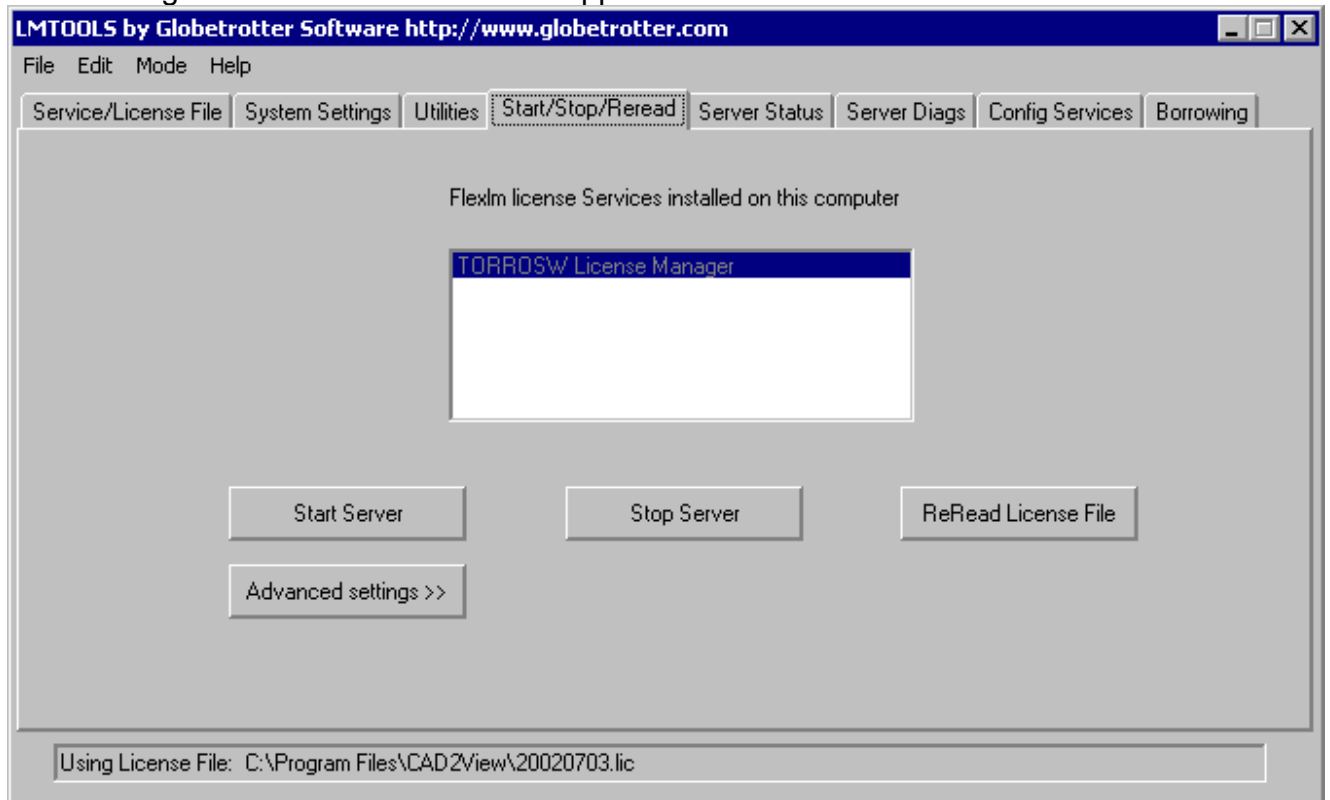 LMTOOLS by Globetrotter Software http://www.globetrotter.com
File Edit Mode Help
Service/License File System Settings Utilities Start/Stop/Reread Server Status Server Diags Config Services Borrowing
Flexlm license Services installed on this computer
TORROSW License Manager
Start Server Stop Server ReRead License File
Advanced settings >>
Using License File: C:\Program Files\CAD2View\20020703.lic